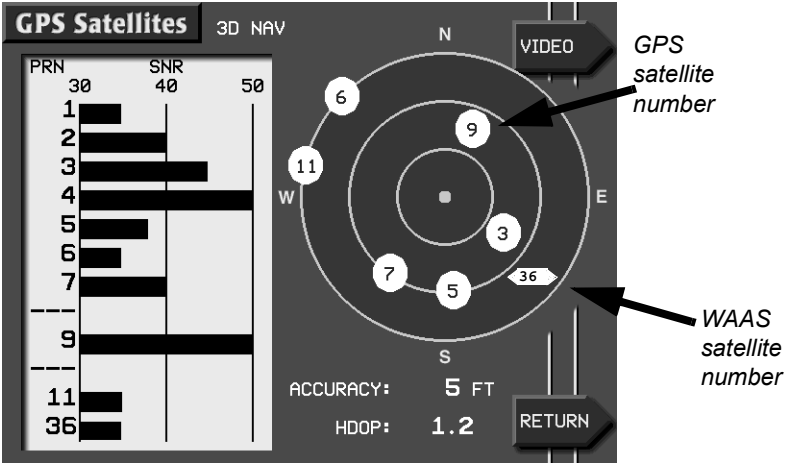 GPS Satellites
3D NAV
PRN SNR
30 40 50
1
2
3
4
5
6
7
---
9
---
11
36
N
W
E
S
6
9
11
3
7
5
36
ACCURACY: 5 FT
HDOP: 1.2
VIDEO
RETURN
GPS
satellite
number
WAAS
satellite
number